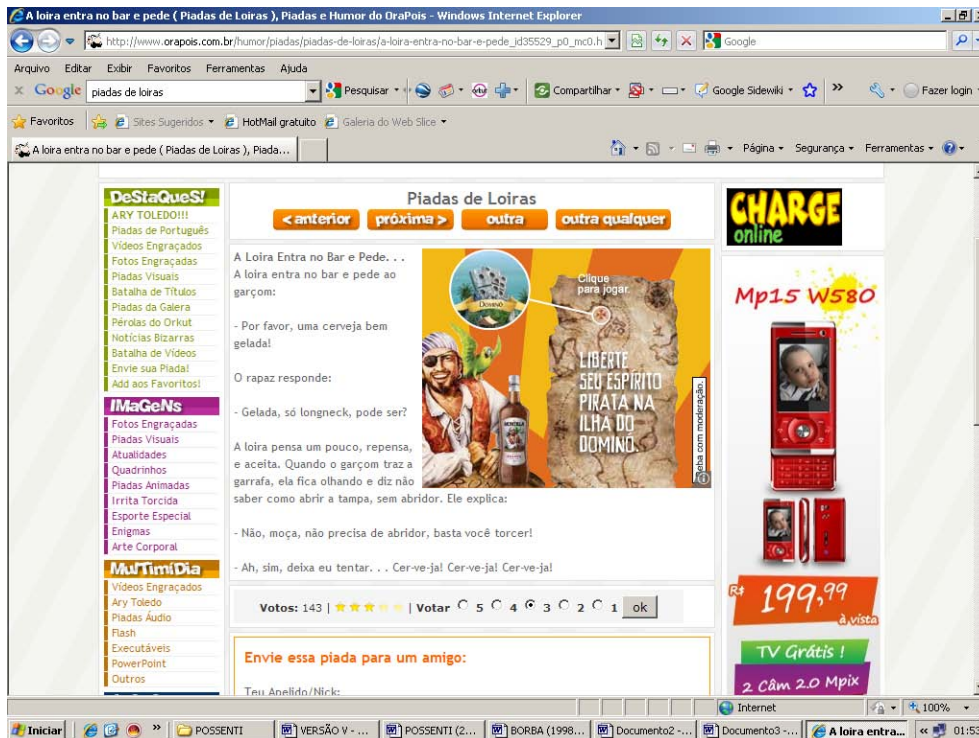 A loira entra no bar e pede ( Piadas de Loiras ), Piadas e Humor do OraPois - Windows Internet Explorer
http://www.orapois.com.br/humor/piadas/piadas-de-loiras/a-loira-entra-no-bar-e-pede_id35529_p0_mc0.h
Google
Arquivo Editar Exibir Favoritos Ferramentas Ajuda
x Google piadas de loiras Pesquisar Compartilhar Google Sidewiki » Fazer login
Favoritos Sites Sugeridos HotMail gratuito Galeria do Web Slice
A loira entra no bar e pede ( Piadas de Loiras ), Piada... Página Segurança Ferramentas
DeStaQueS!
ARY TOLEDO!!!
Piadas de Português
Vídeos Engraçados
Fotos Engraçadas
Piadas Visuais
Batalha de Títulos
Piadas da Galera
Pérolas do Orkut
Notícias Bizarras
Batalha de Vídeos
Envie sua Piada!
Add aos Favoritos!
IMaGeNs
Fotos Engraçadas
Piadas Visuais
Atualidades
Quadrinhos
Piadas Animadas
Irrita Torcida
Esporte Especial
Enigmas
Arte Corporal
MuLTimíDia
Vídeos Engraçados
Ary Toledo
Piadas Áudio
Flash
Executáveis
PowerPoint
Outros
Piadas de Loiras
< anterior próxima > outra outra qualquer
A Loira Entra no Bar e Pede. . .
A loira entra no bar e pede ao
garçom:
- Por favor, uma cerveja bem
gelada!
O rapaz responde:
- Gelada, só longneck, pode ser?
A loira pensa um pouco, repensa,
e aceita. Quando o garçom traz a
garrafa, ela fica olhando e diz não
saber como abrir a tampa, sem abridor. Ele explica:
- Não, moça, não precisa de abridor, basta você torcer!
- Ah, sim, deixa eu tentar. . . Cer-ve-ja! Cer-ve-ja! Cer-ve-ja!
DOMINÓ
Clique
para jogar.
LIBERTE
SEU ESPÍRITO
PIRATA NA
ILHA DO
DOMINÓ.
Beba com moderação.
Votos: 143 | | Votar 5 4 3 2 1 ok
Envie essa piada para um amigo:
Teu Apelido/Nick:
CHARGE
online
Mp15 W580
R$ 199,99
à vista
TV Grátis !
2 Câm 2.0 Mpix
Internet 100%
Iniciar » POSSENTI VERSÃO V - ... POSSENTI (2... BORBA (1998... Documento2 -... Documento3 -... A loira entra... «